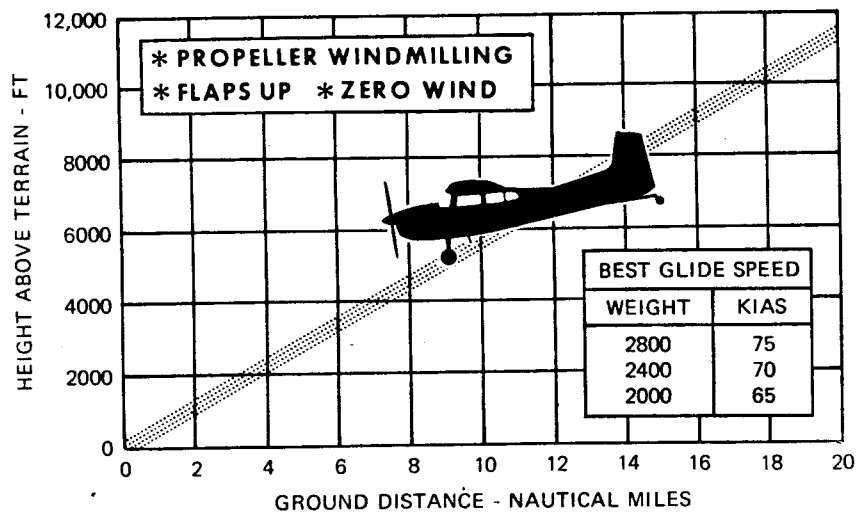 12,000
* PROPELLER WINDMILLING
* FLAPS UP * ZERO WIND
10,000
8000
6000
4000
2000
0
HEIGHT ABOVE TERRAIN - FT
BEST GLIDE SPEED
WEIGHT KIAS
2800 75
2400 70
2000 65
0 2 4 6 8 10 12 14 16 18 20
GROUND DISTANCE - NAUTICAL MILES